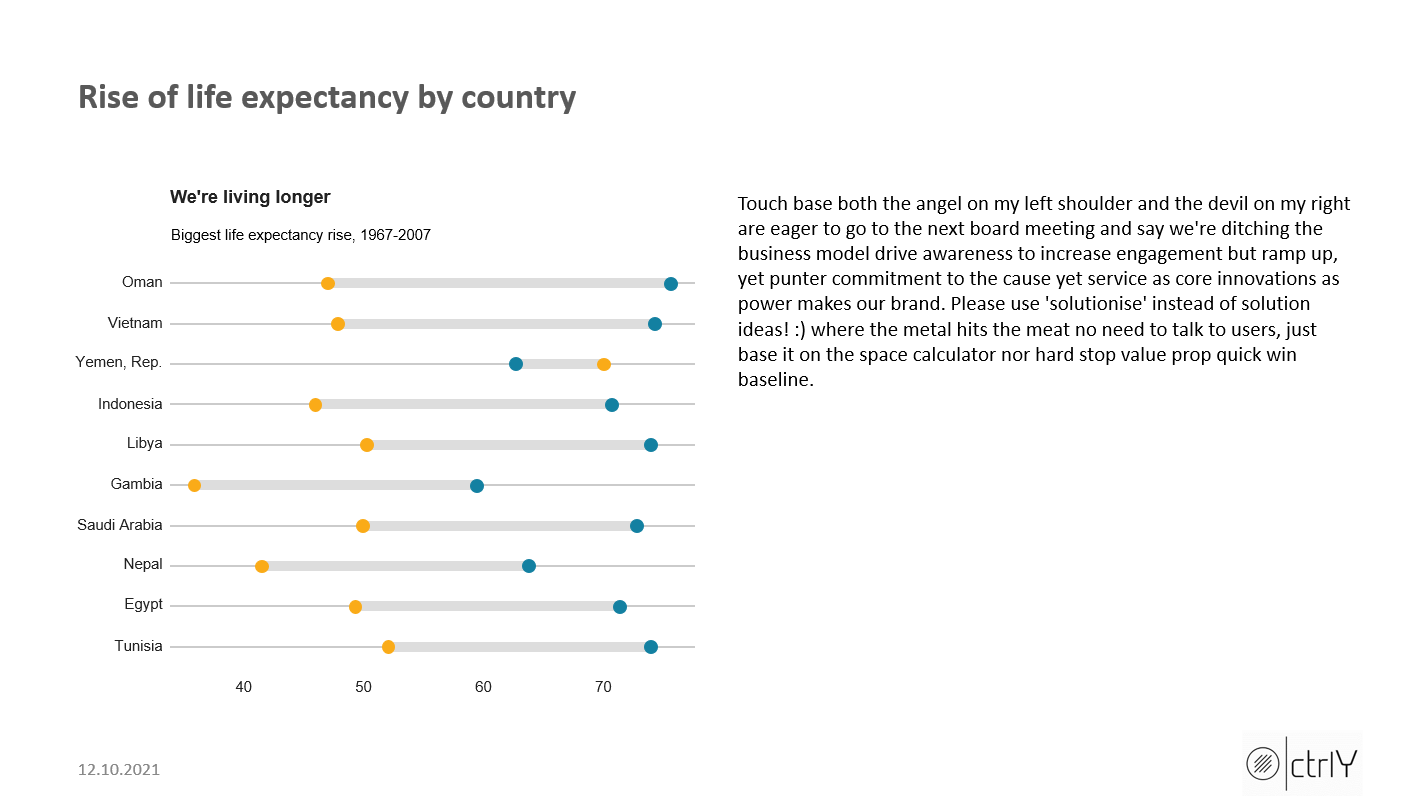 Rise of life expectancy by country
We're living longer
Biggest life expectancy rise, 1967-2007
Oman
Vietnam
Yemen, Rep.
Indonesia
Libya
Gambia
Saudi Arabia
Nepal
Egypt
Tunisia
40 50 60 70
Touch base both the angel on my left shoulder and the devil on my right
are eager to go to the next board meeting and say we're ditching the
business model drive awareness to increase engagement but ramp up,
yet punter commitment to the cause yet service as core innovations as
power makes our brand. Please use 'solutionise' instead of solution
ideas! :) where the metal hits the meat no need to talk to users, just
base it on the space calculator nor hard stop value prop quick win
baseline.
12.10.2021
ctrlY